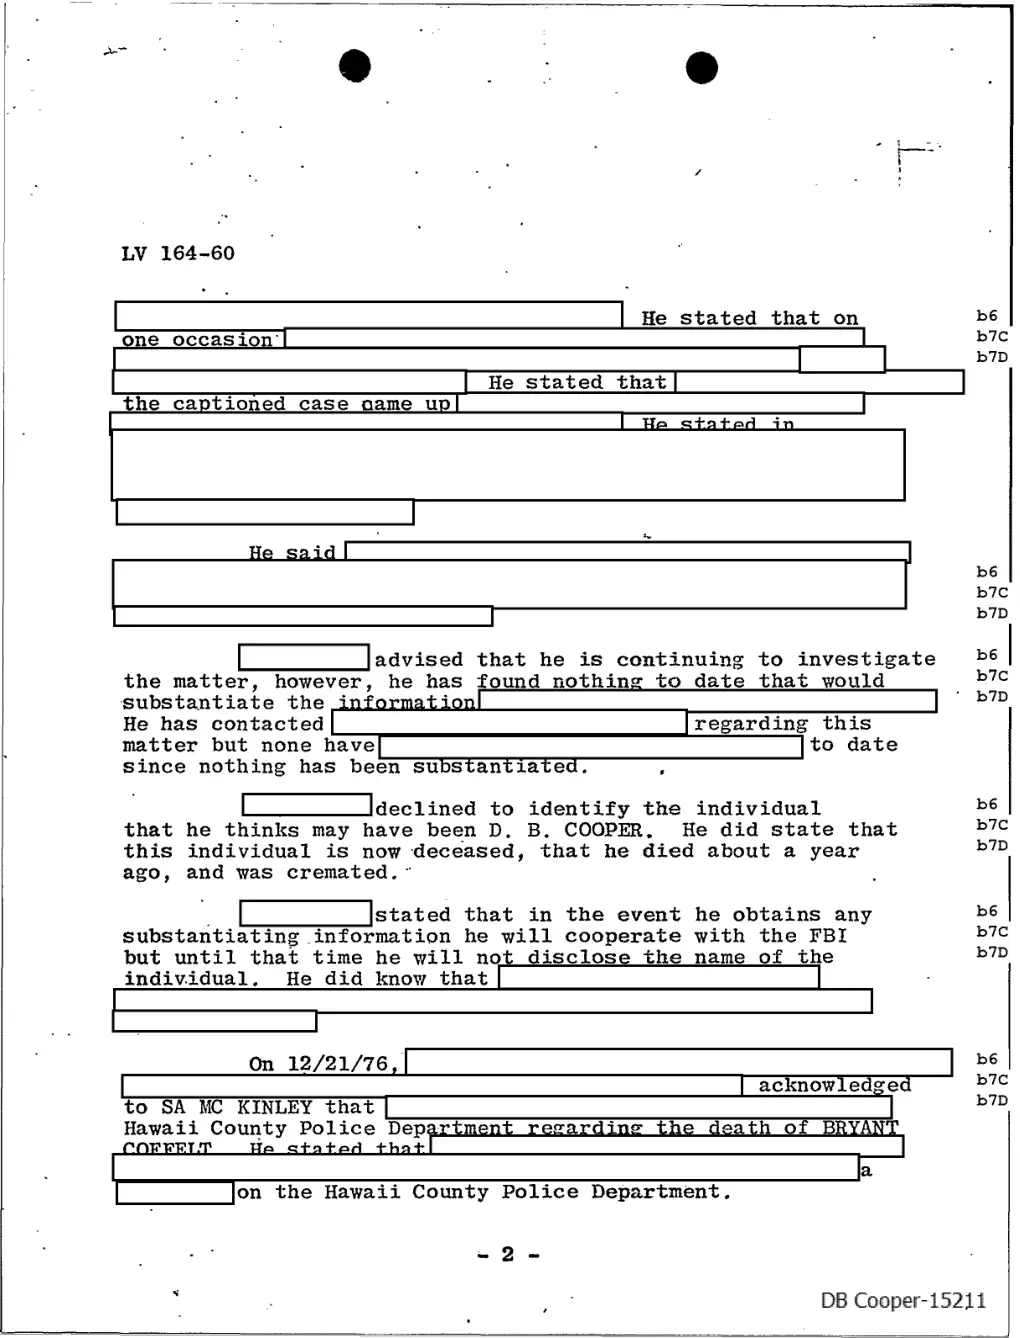 LV 164-60
He stated that on b6
one occasion b7C
b7D
He stated that
the captioned case name up
He stated in
He said
b6
b7C
b7D
advised that he is continuing to investigate b6
the matter, however, he has found nothing to date that would b7C
substantiate the information b7D
He has contacted regarding this
matter but none have to date
since nothing has been substantiated.
declined to identify the individual b6
that he thinks may have been D. B. COOPER. He did state that b7C
this individual is now deceased, that he died about a year b7D
ago, and was cremated.
stated that in the event he obtains any b6
substantiating information he will cooperate with the FBI b7C
but until that time he will not disclose the name of the b7D
individual. He did know that
On 12/21/76, b6
acknowledged b7C
to SA MC KINLEY that b7D
Hawaii County Police Department regarding the death of BRYANT
COFFELT He stated that
a
on the Hawaii County Police Department.
- 2 -
DB Cooper-15211